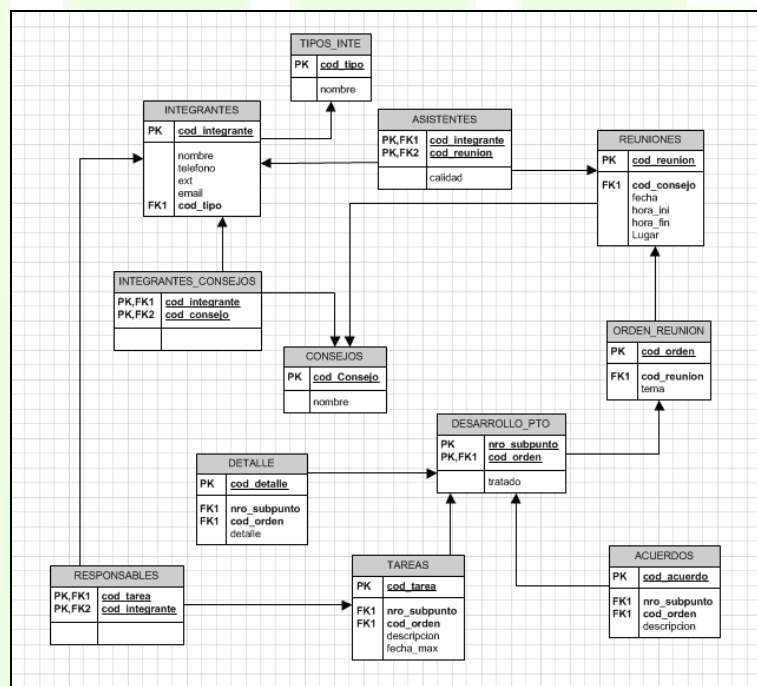 TIPOS_INTE
PK cod_tipo
nombre
INTEGRANTES
PK cod_integrante
nombre
telefono
ext
email
FK1 cod_tipo
ASISTENTES
PK,FK1 cod_integrante
PK,FK2 cod_reunion
calidad
REUNIONES
PK cod_reunion
FK1 cod_consejo
fecha
hora_ini
hora_fin
Lugar
INTEGRANTES_CONSEJOS
PK,FK1 cod_integrante
PK,FK2 cod_consejo
CONSEJOS
PK cod_Consejo
nombre
ORDEN_REUNION
PK cod_orden
FK1 cod_reunion
tema
DESARROLLO_PTO
PK nro_subpunto
PK,FK1 cod_orden
tratado
DETALLE
PK cod_detalle
FK1 nro_subpunto
FK1 cod_orden
detalle
RESPONSABLES
PK,FK1 cod_tarea
PK,FK2 cod_integrante
TAREAS
PK cod_tarea
FK1 nro_subpunto
FK1 cod_orden
descripcion
fecha_max
ACUERDOS
PK cod_acuerdo
FK1 nro_subpunto
FK1 cod_orden
descripcion